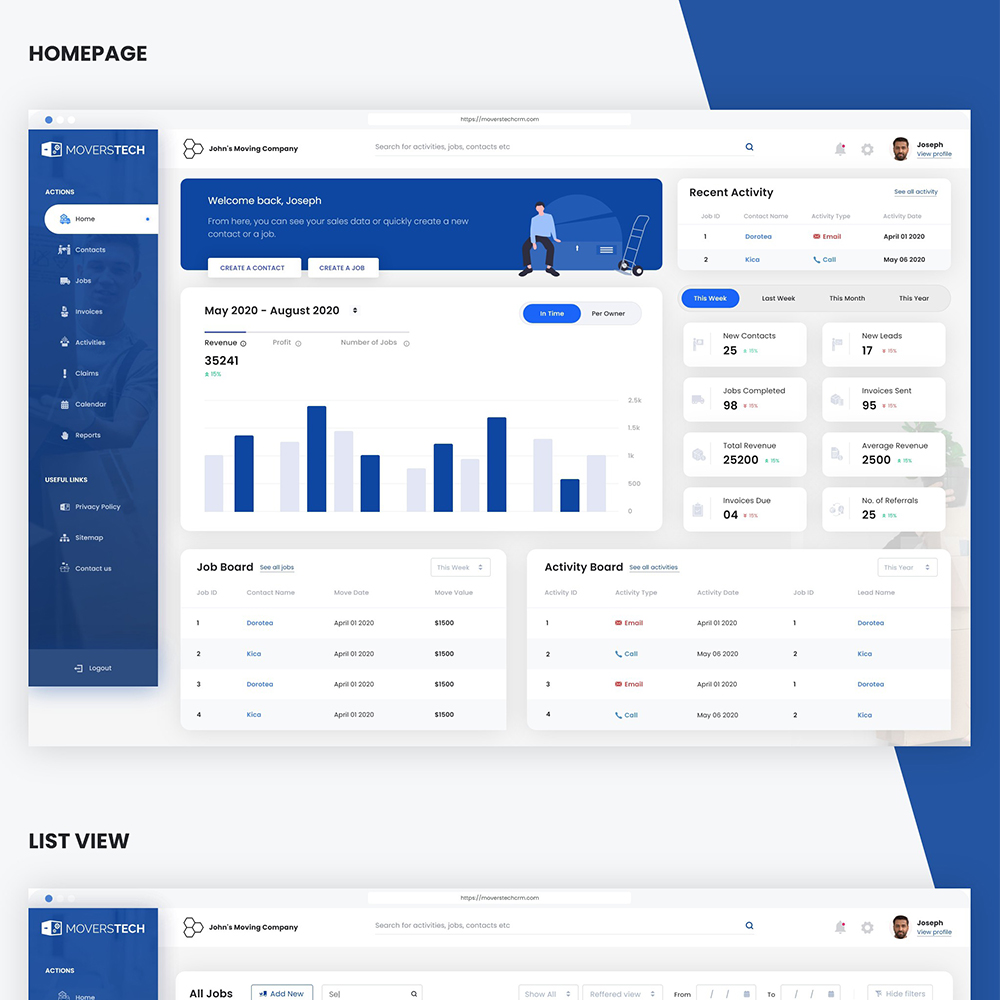 HOMEPAGE
https://moverstechcrm.com
MOVERSTECH
John's Moving Company
Search for activities, jobs, contacts etc
Joseph
View profile
ACTIONS
Home
Contacts
Jobs
Invoices
Activities
Claims
Calendar
Reports
USEFUL LINKS
Privacy Policy
Sitemap
Contact us
Logout
Welcome back, Joseph
From here, you can see your sales data or quickly create a new
contact or a job.
CREATE A CONTACT CREATE A JOB
Recent Activity See all activity
Job ID Contact Name Activity Type Activity Date
1 Dorotea Email April 01 2020
2 Kica Call May 06 2020
May 2020 - August 2020 In Time Per Owner
Revenue Profit Number of Jobs
35241
15%
2.5k
1.5k
1k
500
0
This Week Last Week This Month This Year
New Contacts
25 15%
New Leads
17 15%
Jobs Completed
98 15%
Invoices Sent
95 15%
Total Revenue
25200 15%
Average Revenue
2500 15%
Invoices Due
04 15%
No. of Referrals
25 15%
Job Board See all jobs This Week
Job ID Contact Name Move Date Move Value
1 Dorotea April 01 2020 $1500
2 Kica April 01 2020 $1500
3 Dorotea April 01 2020 $1500
4 Kica April 01 2020 $1500
Activity Board See all activities This Year
Activity ID Activity Type Activity Date Job ID Lead Name
1 Email April 01 2020 1 Dorotea
2 Call May 06 2020 2 Kica
3 Email April 01 2020 1 Dorotea
4 Call May 06 2020 2 Kica
LIST VIEW
https://moverstechcrm.com
MOVERSTECH
John's Moving Company
Search for activities, jobs, contacts etc
Joseph
View profile
ACTIONS
Home
All Jobs Add New Sel Show All Reffered view From / / To / / Hide filters